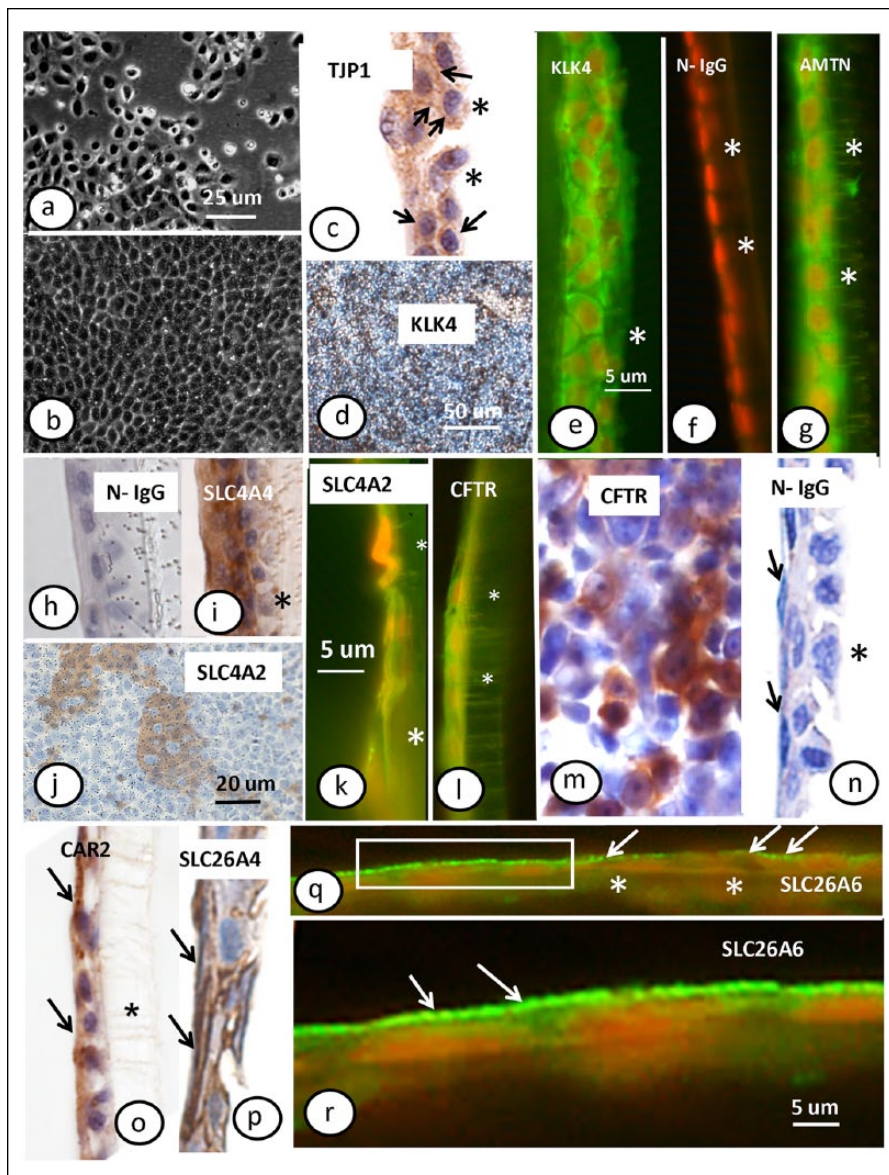 TJP1
KLK4
N- IgG
AMTN
a
25 um
c
b
KLK4
d
50 um
e
5 um
f
g
N- IgG
SLC4A4
SLC4A2
CFTR
CFTR
N- IgG
h
i
SLC4A2
j
20 um
5 um
k
l
m
n
CAR2
SLC26A4
q
SLC26A6
SLC26A6
o
p
r
5 um